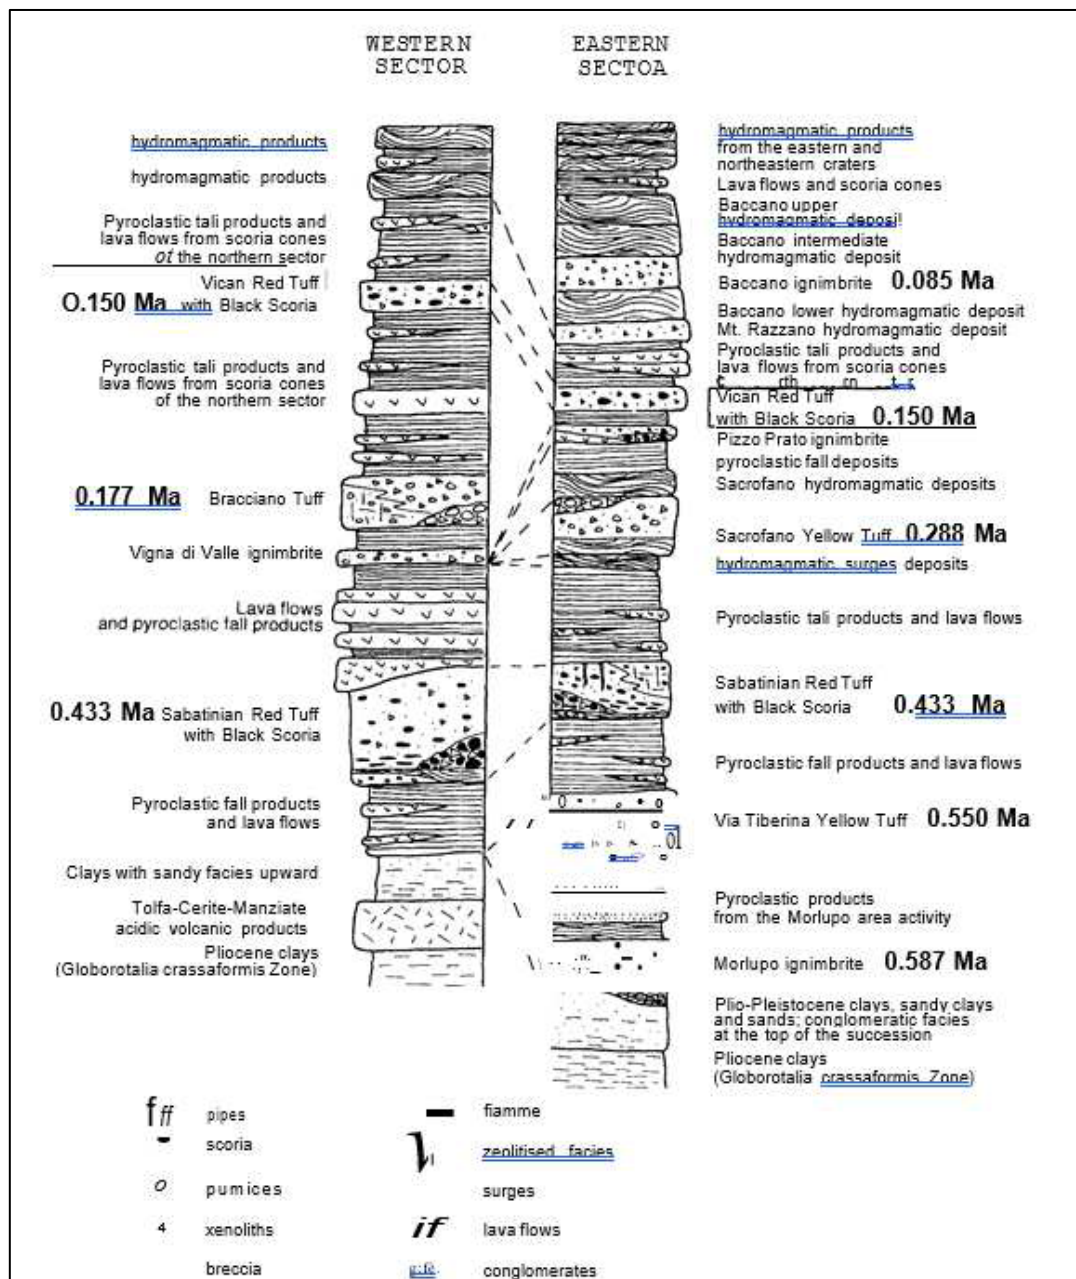 WESTERN
SECTOR
EASTERN
SECTOA
hydromagmatic products
hydromagmatic products
Pyroclastic tali products and
lava flows from scoria cones
ot the northern sector
Vican Red Tuff
O.150 Ma with Black Scoria
Pyroclastic tali products and
lava flows from scoria cones
of the northern sector
0.177 Ma Bracciano Tuff
Vigna di Valle ignimbrite
Lava flows
and pyroclastic fall products
0.433 Ma Sabatinian Red Tuff
with Black Scoria
Pyroclastic fall products
and lava flows
Clays with sandy facies upward
Tolfa-Cerite-Manziate
acidic volcanic products
Pliocene clays
(Globorotalia crassaformis Zone)
hydromagmatic products
from the eastern and
northeastern craters
Lava flows and scoria cones
Baccano upper
hydromagmatic deposi!
Baccano intermediate
hydromagmatic deposit
Baccano ignimbrite 0.085 Ma
Baccano lower hydromagmatic deposit
Mt. Razzano hydromagmatic deposit
Pyroclastic tali products and
lava flows from scoria cones
Vican Red Tuff
with Black Scoria 0.150 Ma
Pizzo Prato ignimbrite
pyroclastic fall deposits
Sacrofano hydromagmatic deposits
Sacrofano Yellow Tuff 0.288 Ma
hydromagmatic surges deposits
Pyroclastic tali products and lava flows
Sabatinian Red Tuff
with Black Scoria 0.433 Ma
Pyroclastic fall products and lava flows
Via Tiberina Yellow Tuff 0.550 Ma
Pyroclastic products
from the Morlupo area activity
Morlupo ignimbrite 0.587 Ma
Plio-Pleistocene clays, sandy clays
and sands; conglomeratic facies
at the top of the succession
Pliocene clays
(Globorotalia crassaformis Zone)
f ff pipes
scoria
O pumices
4 xenoliths
breccia
fiamme
zeolitised facies
surges
if lava flows
conglomerates